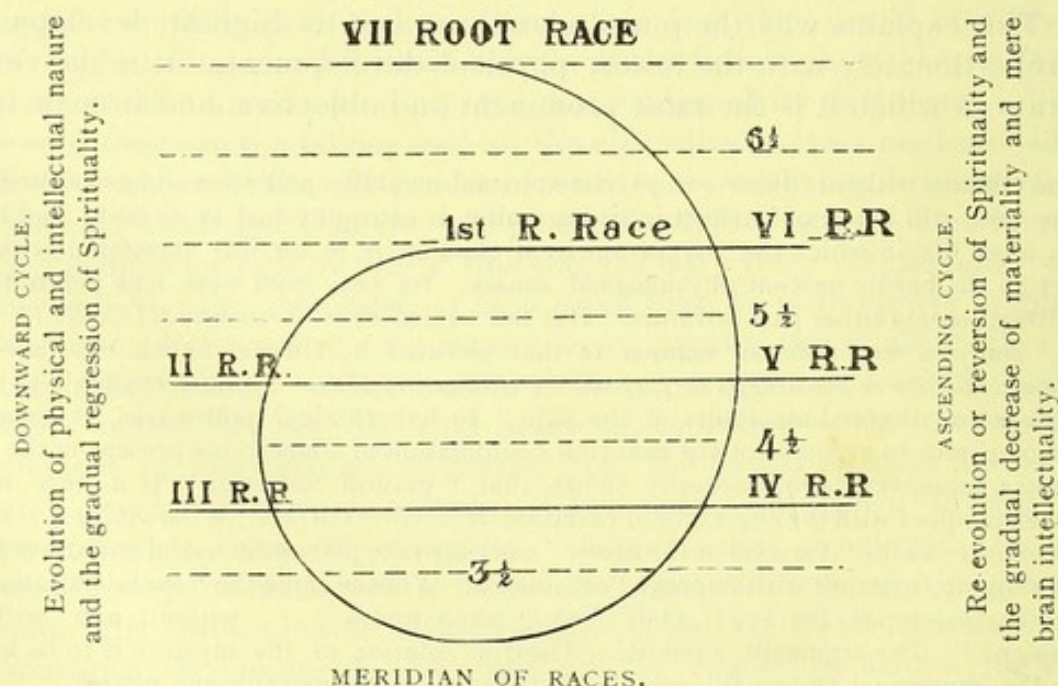 DOWNWARD CYCLE.
Evolution of physical and intellectual nature
and the gradual regression of Spirituality.
VII ROOT RACE
6½
1st R. Race VI R.R
5½
II R.R. V R.R
4½
III R.R IV R.R
3½
MERIDIAN OF RACES.
ASCENDING CYCLE.
Re-evolution or reversion of Spirituality and
the gradual decrease of materiality and mere
brain intellectuality.